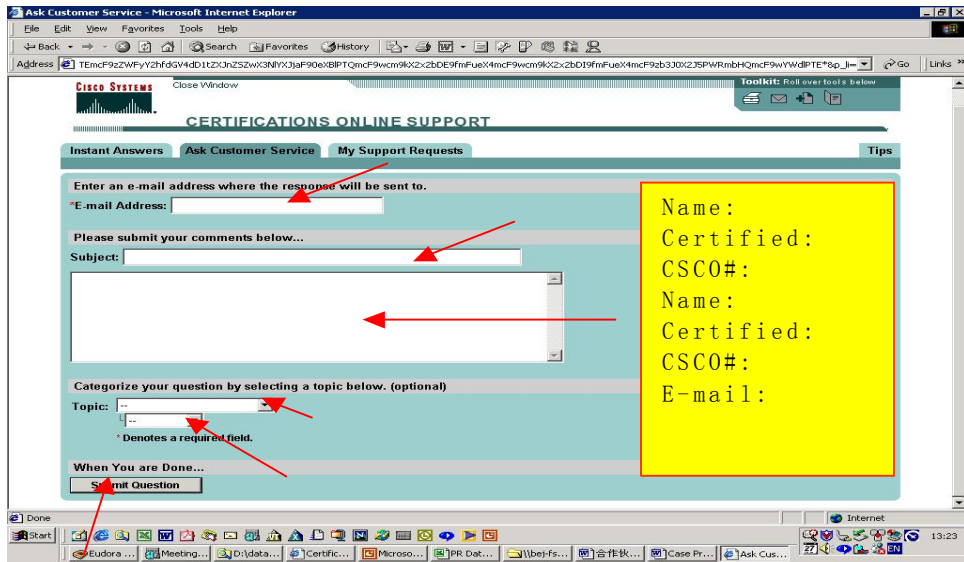 Ask Customer Service - Microsoft Internet Explorer
File Edit View Favorites Tools Help
Back Search Favorites History
Address Go Links »
CISCO SYSTEMS Close Window Toolkit: Roll over tools below
CERTIFICATIONS ONLINE SUPPORT
Instant Answers Ask Customer Service My Support Requests Tips
Enter an e-mail address where the response will be sent to.
*E-mail Address:
Please submit your comments below...
Subject:
Categorize your question by selecting a topic below. (optional)
Topic: --
--
* Denotes a required field.
When You are Done...
Submit Question
Name:
Certified:
CSCO#:
Name:
Certified:
CSCO#:
E-mail:
Done Internet
Start 13:23
Eudora ... Meeting... D:\data... Certific... Microso... PR Dat... \\bej-fs... Case Pr... Ask Cus... 27 EN